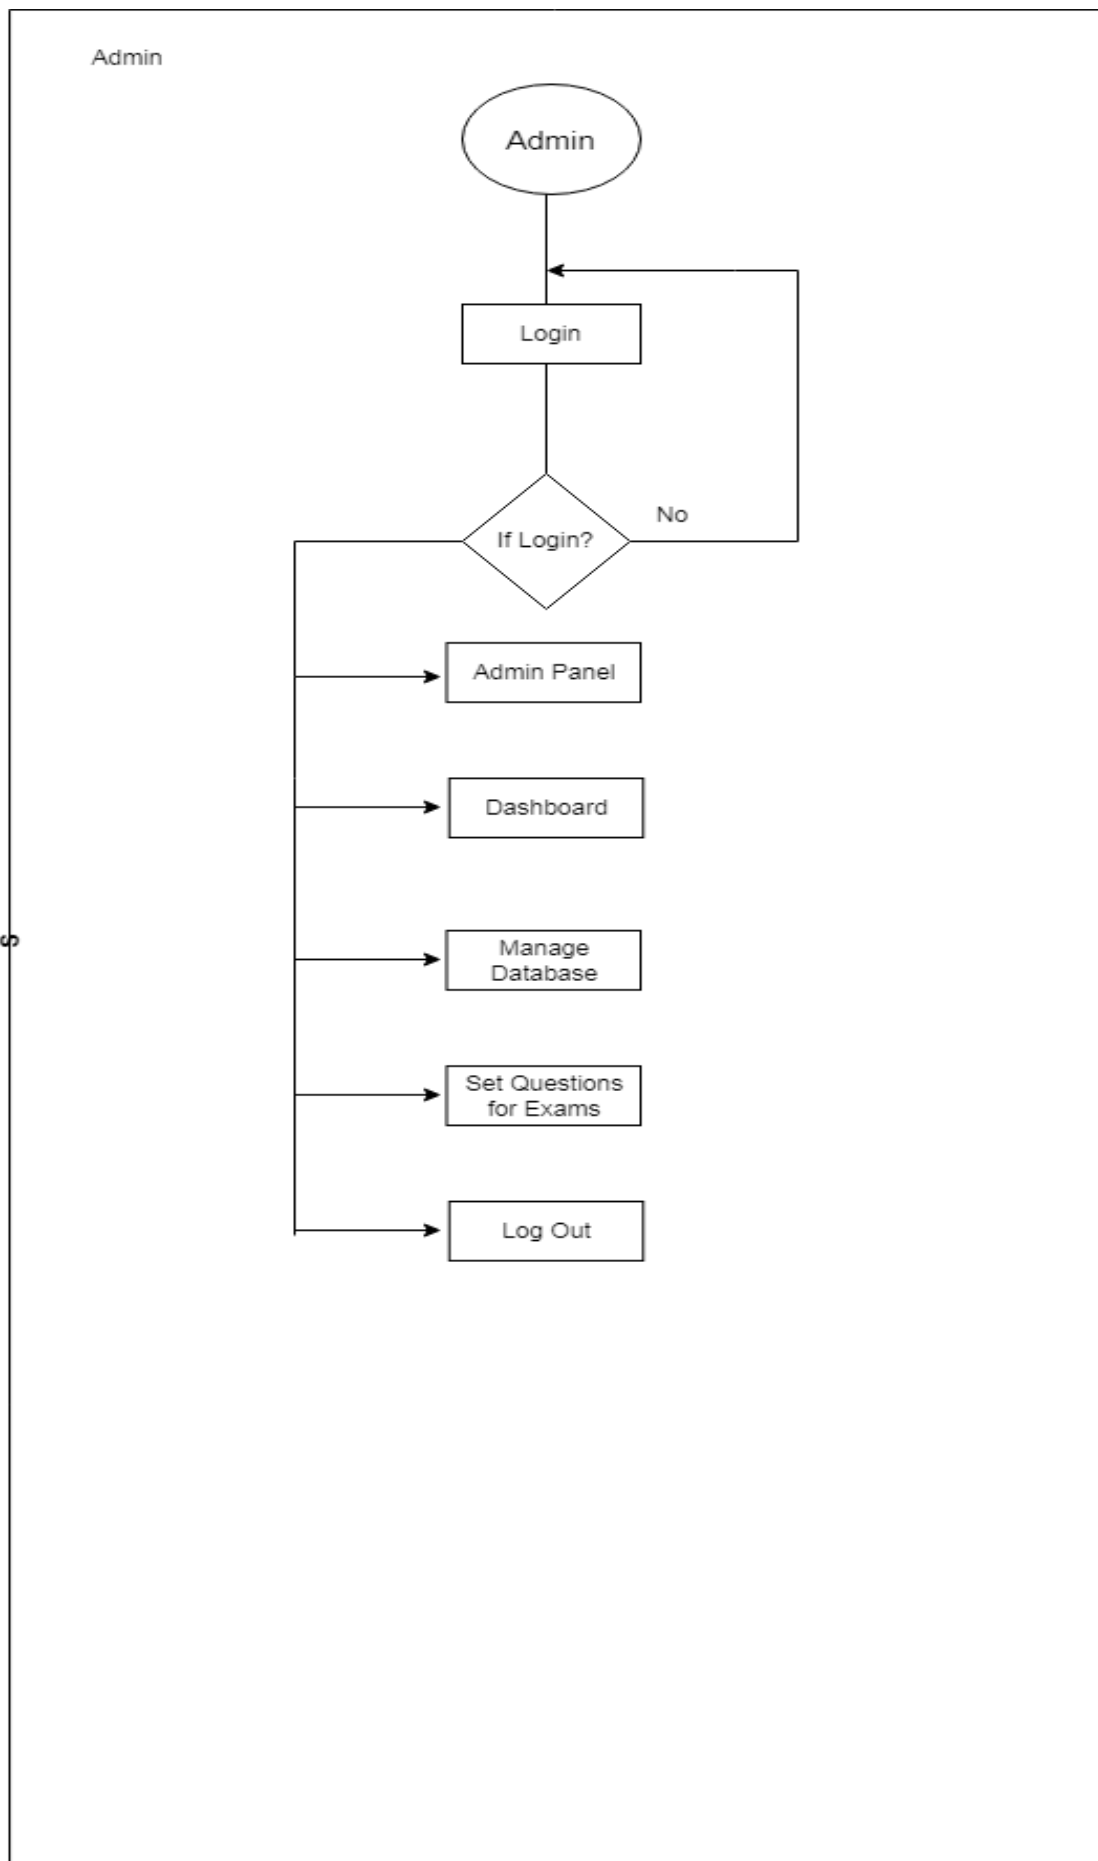 Admin
Admin
Login
No
If Login?
Admin Panel
Dashboard
Manage
Database
Set Questions
for Exams
Log Out